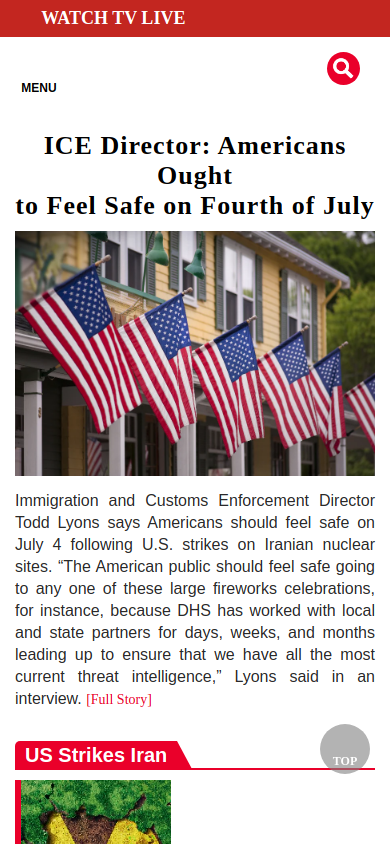 WATCH TV LIVE
MENU
ICE Director: Americans
Ought
to Feel Safe on Fourth of July
Immigration and Customs Enforcement Director
Todd Lyons says Americans should feel safe on
July 4 following U.S. strikes on Iranian nuclear
sites. “The American public should feel safe going
to any one of these large fireworks celebrations,
for instance, because DHS has worked with local
and state partners for days, weeks, and months
leading up to ensure that we have all the most
current threat intelligence,” Lyons said in an
interview. [Full Story]
US Strikes Iran
TOP